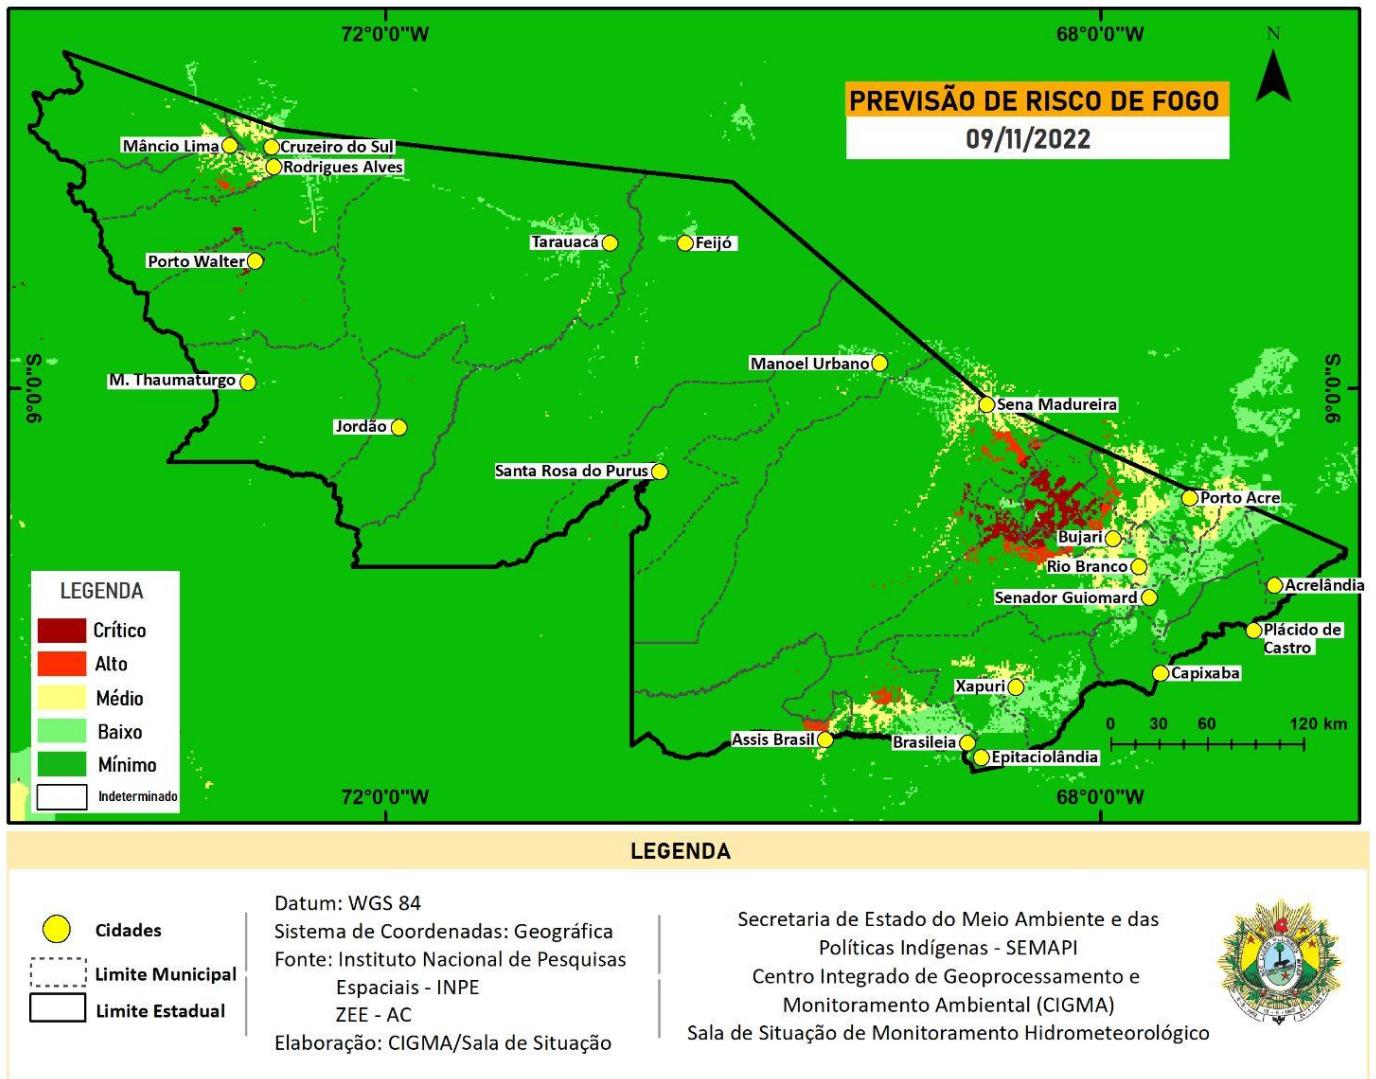 72°0'0"W
68°0'0"W
N
PREVISÃO DE RISCO DE FOGO
09/11/2022
Mâncio Lima
Cruzeiro do Sul
Rodrigues Alves
Tarauacá
Feijó
Porto Walter
Manoel Urbano
9°0'0"S
9°0'0"S
M. Thaumaturgo
Sena Madureira
Jordão
Santa Rosa do Purus
Porto Acre
Bujari
Rio Branco
Acrelândia
Senador Guiomard
Plácido de
Castro
Capixaba
Xapuri
Assis Brasil
Brasileia
Epitaciolândia
0 30 60 120 km
LEGENDA
Crítico
Alto
Médio
Baixo
Mínimo
Indeterminado
72°0'0"W
68°0'0"W
LEGENDA
Cidades
Limite Municipal
Limite Estadual
Datum: WGS 84
Sistema de Coordenadas: Geográfica
Fonte: Instituto Nacional de Pesquisas
Espaciais - INPE
ZEE - AC
Elaboração: CIGMA/Sala de Situação
Secretaria de Estado do Meio Ambiente e das
Políticas Indígenas - SEMAPI
Centro Integrado de Geoprocessamento e
Monitoramento Ambiental (CIGMA)
Sala de Situação de Monitoramento Hidrometeorológico